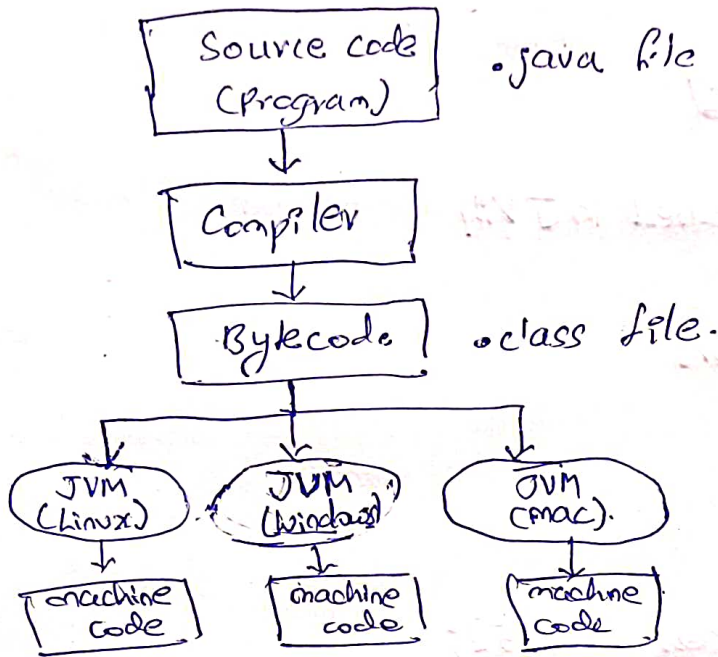 Source code
(Program)
.java file
Compiler
Bytecode
.class file.
JVM
(Linux)
JVM
(Windows)
JVM
(Mac).
machine
code
machine
code
machine
code